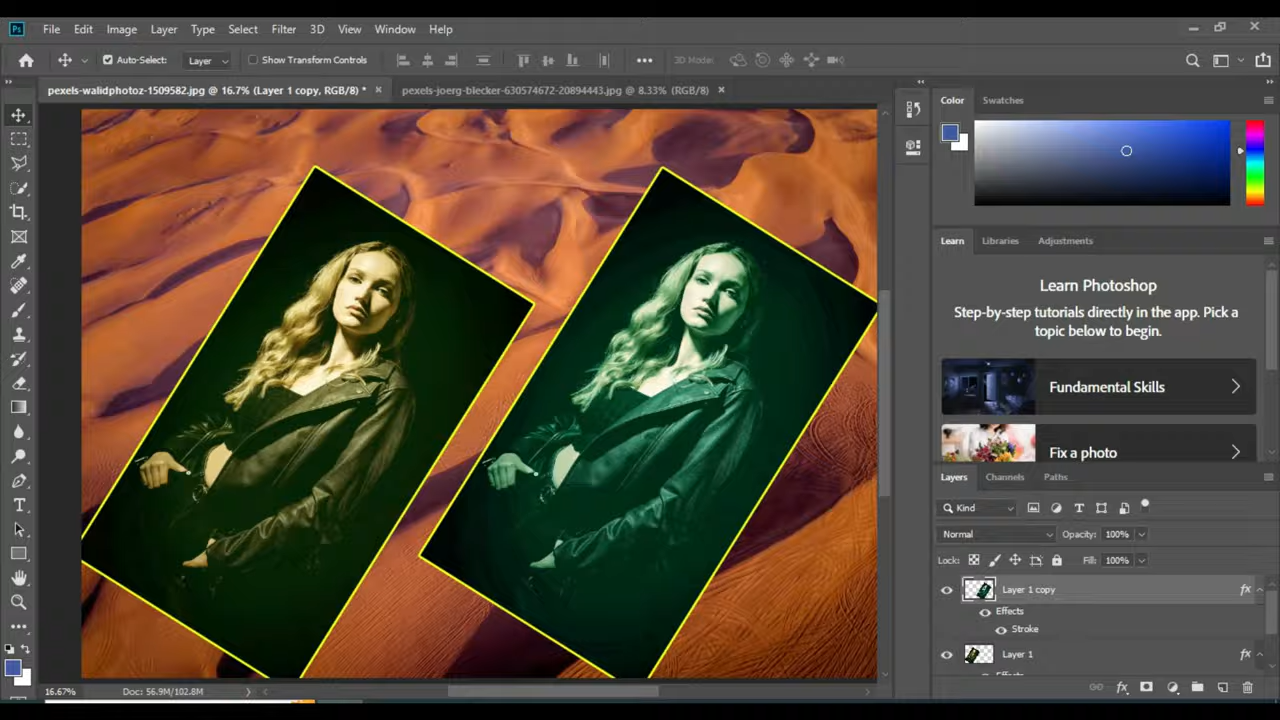 Ps File Edit Image Layer Type Select Filter 3D View Window Help
Auto-Select: Layer Show Transform Controls 3D Mode:
pexels-walidphotoz-1509582.jpg @ 16.7% (Layer 1 copy, RGB/8) * × pexels-joerg-blecker-630574672-20894443.jpg @ 8.33% (RGB/8) ×
Color Swatches
Learn Libraries Adjustments
Learn Photoshop
Step-by-step tutorials directly in the app. Pick a
topic below to begin.
Fundamental Skills
Fix a photo
Layers Channels Paths
Kind
Normal Opacity: 100%
Lock: Fill: 100%
Layer 1 copy fx
Effects
Stroke
Layer 1 fx
16.67% Doc: 56.9M/102.8M fx